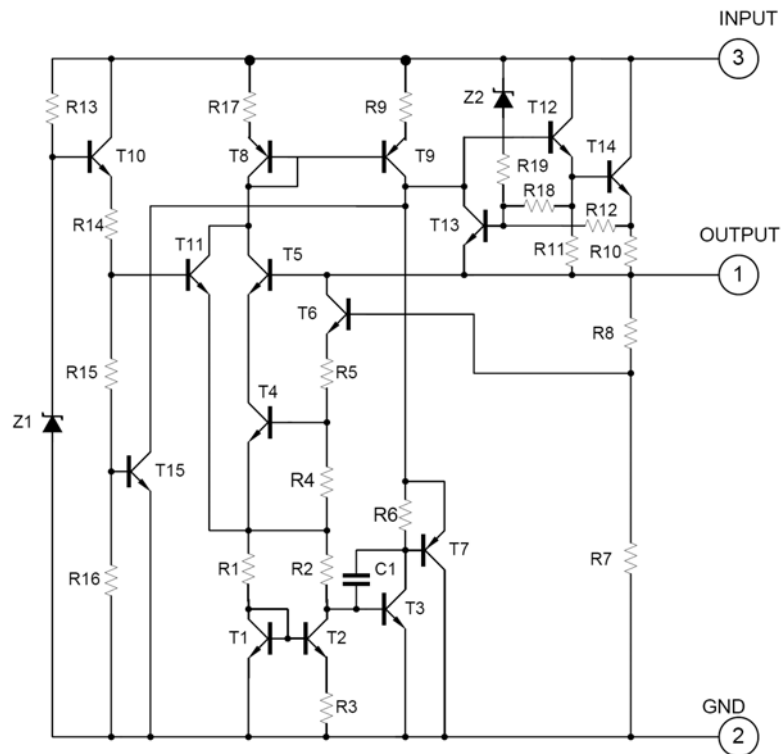 INPUT
3
R13
R17
R9
Z2
T12
T10
T8
T9
T14
R19
R14
R18
R12
T13
T11
T5
R11
R10
OUTPUT
1
T6
R8
R15
R5
T4
Z1
T15
R4
R6
T7
R16
R1
R2
C1
R7
T3
T1
T2
R3
GND
2